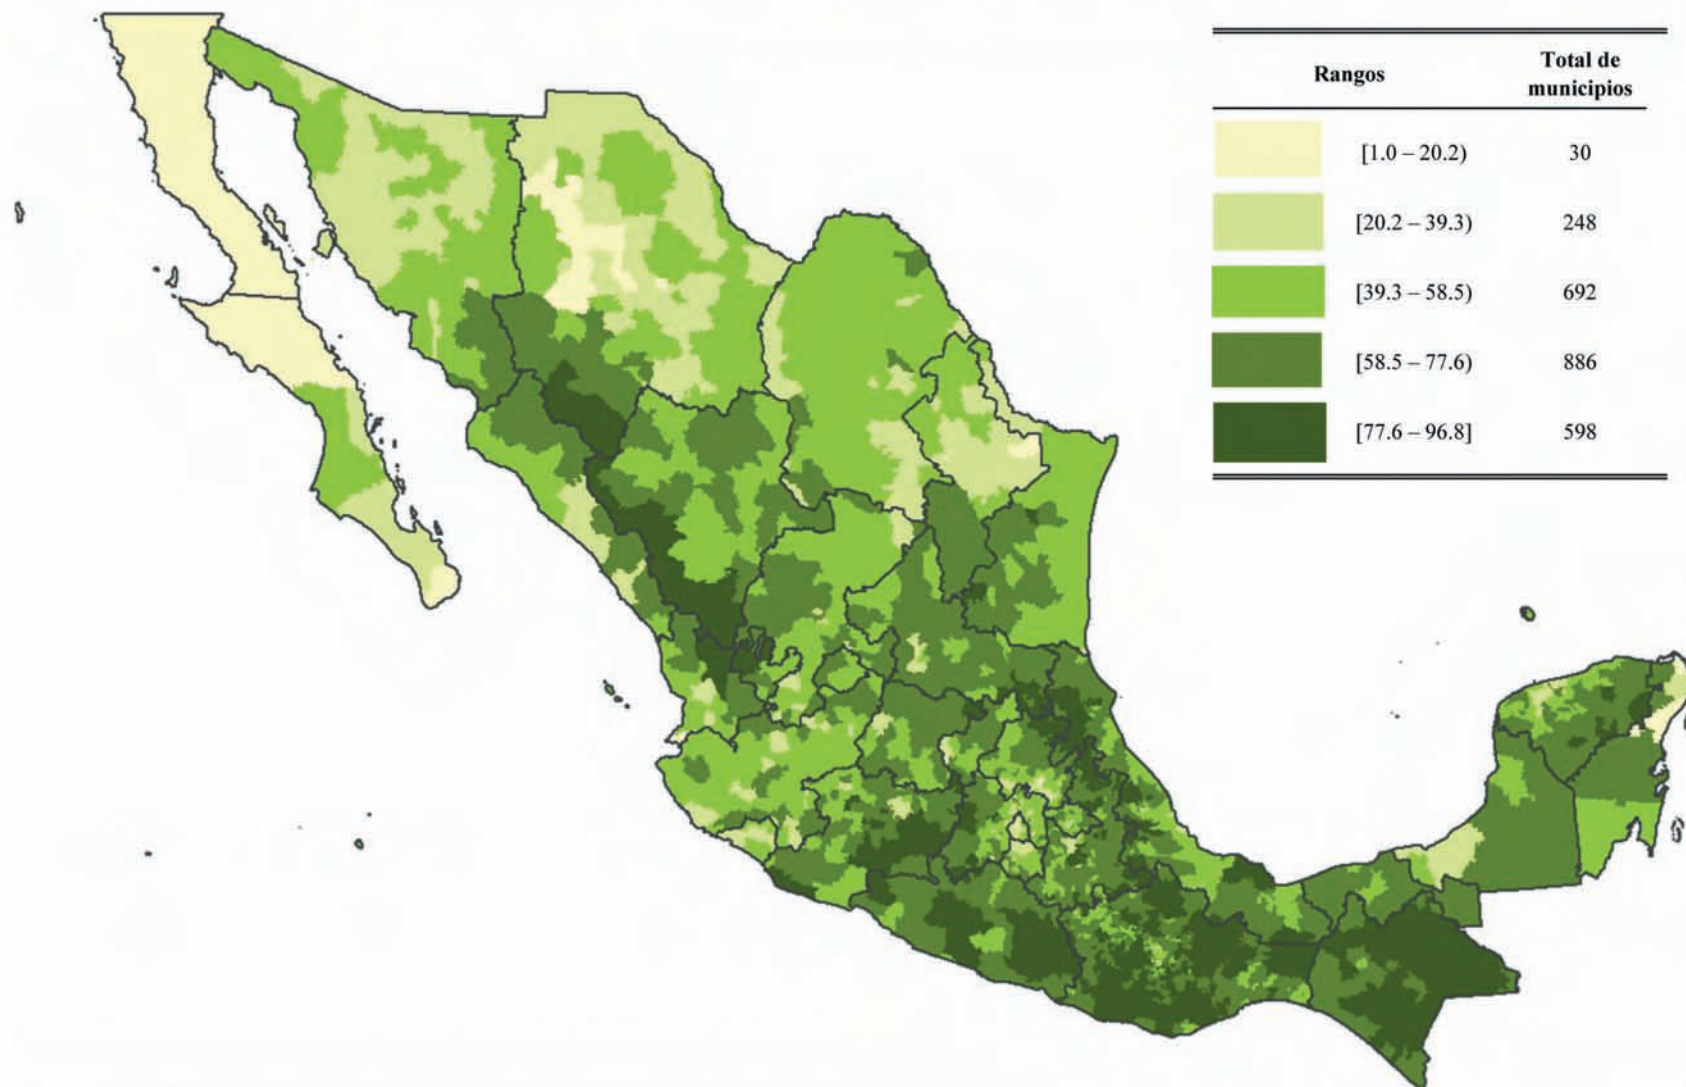 Rangos Total de municipios
[1.0 – 20.2) 30
[20.2 – 39.3) 248
[39.3 – 58.5) 692
[58.5 – 77.6) 886
[77.6 – 96.8] 598